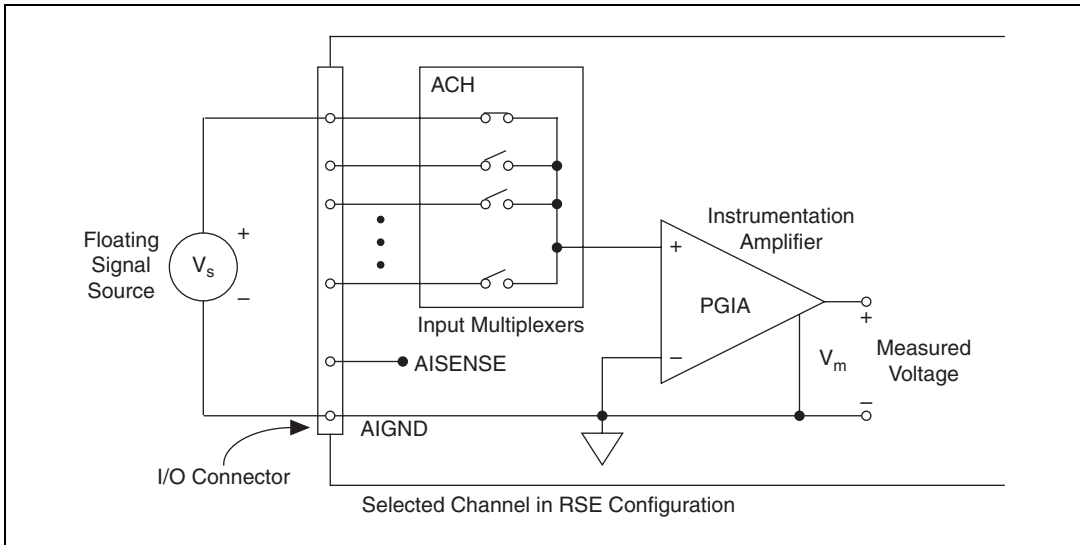 ACH
Floating
Signal
Source
+
Vs
–
Input Multiplexers
AISENSE
AIGND
I/O Connector
Instrumentation
Amplifier
+
PGIA
–
+
Vm
Measured
Voltage
–
Selected Channel in RSE Configuration